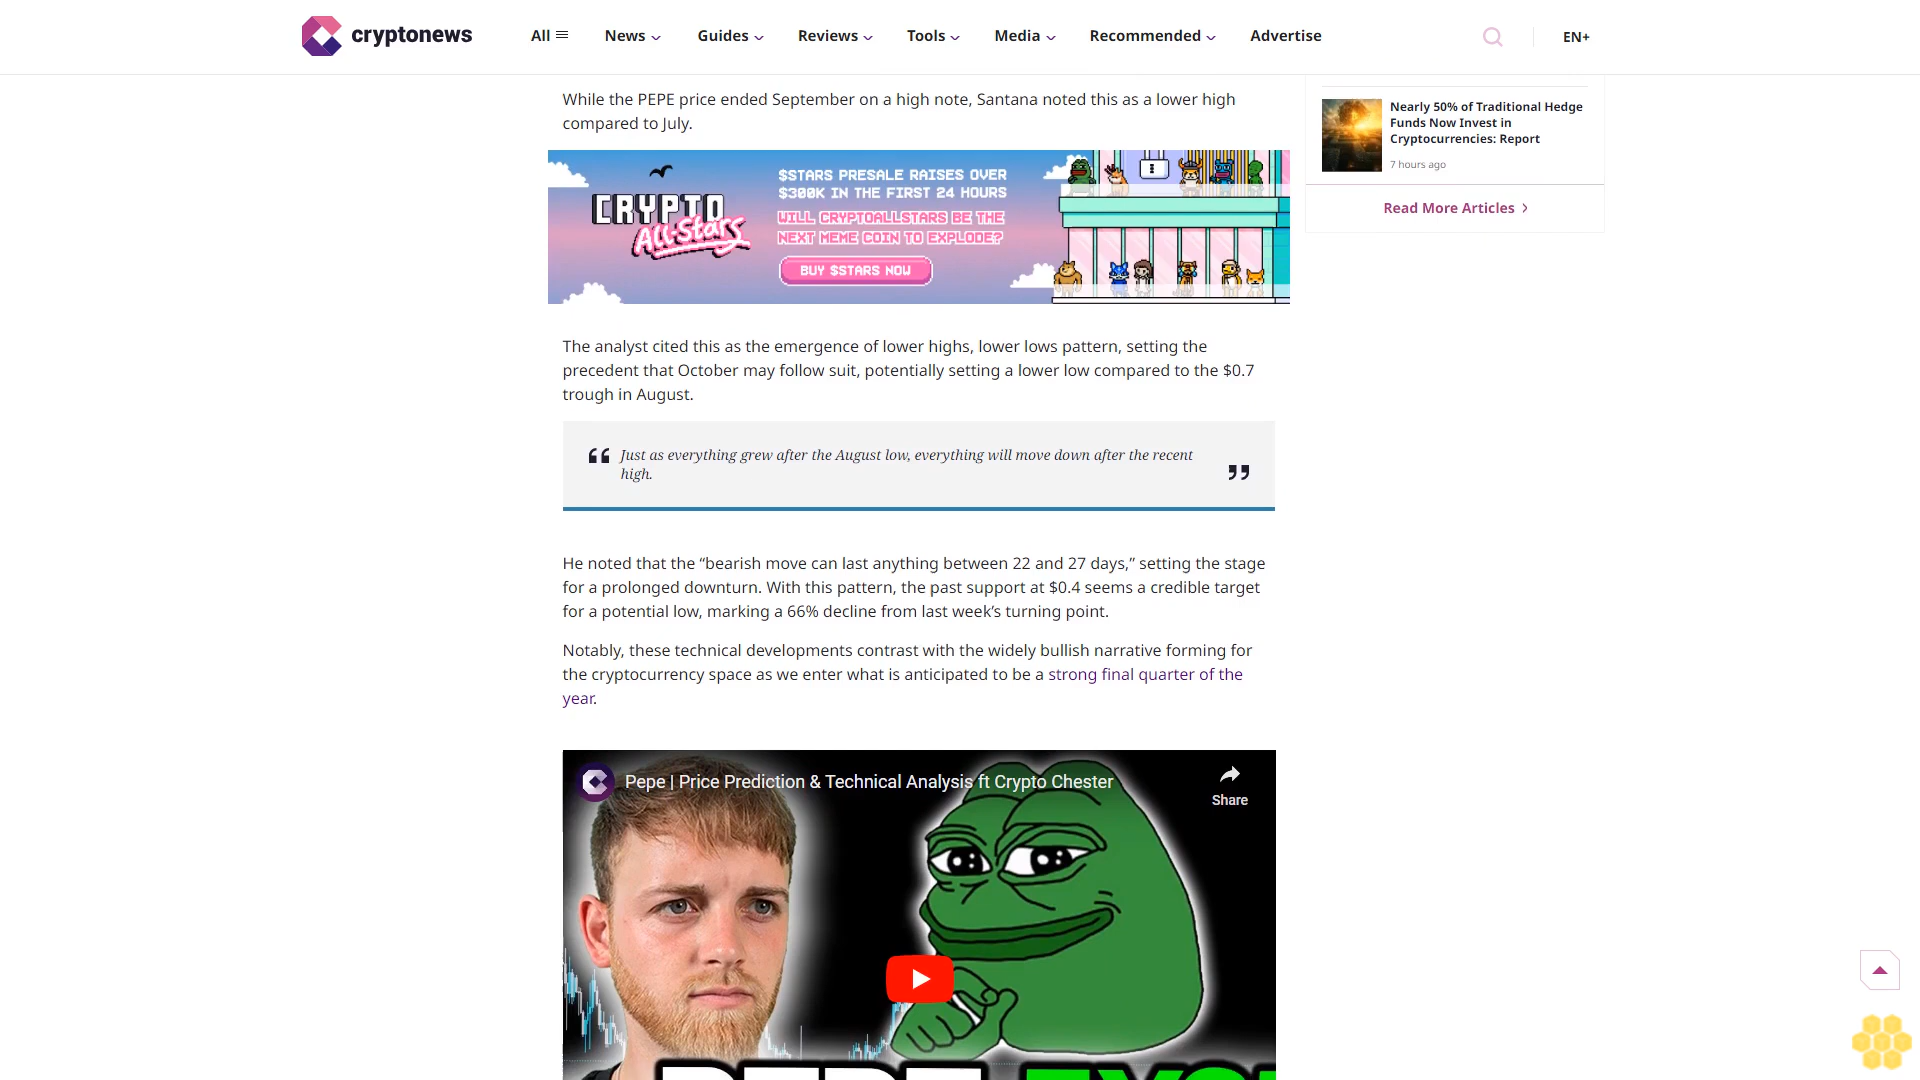 cryptonews
All
News
Guides
Reviews
Tools
Media
Recommended
Advertise
EN+
While the PEPE price ended September on a high note, Santana noted this as a lower high
compared to July.
CRYPTO
All-Stars
$STARS PRESALE RAISES OVER
$300K IN THE FIRST 24 HOURS
WILL CRYPTOALLSTARS BE THE
NEXT MEME COIN TO EXPLODE?
BUY $STARS NOW
The analyst cited this as the emergence of lower highs, lower lows pattern, setting the
precedent that October may follow suit, potentially setting a lower low compared to the $0.7
trough in August.
“ Just as everything grew after the August low, everything will move down after the recent
high. ”
He noted that the “bearish move can last anything between 22 and 27 days,” setting the stage
for a prolonged downturn. With this pattern, the past support at $0.4 seems a credible target
for a potential low, marking a 66% decline from last week’s turning point.
Notably, these technical developments contrast with the widely bullish narrative forming for
the cryptocurrency space as we enter what is anticipated to be a strong final quarter of the
year.
Pepe | Price Prediction & Technical Analysis ft Crypto Chester
Share
Nearly 50% of Traditional Hedge
Funds Now Invest in
Cryptocurrencies: Report
7 hours ago
Read More Articles